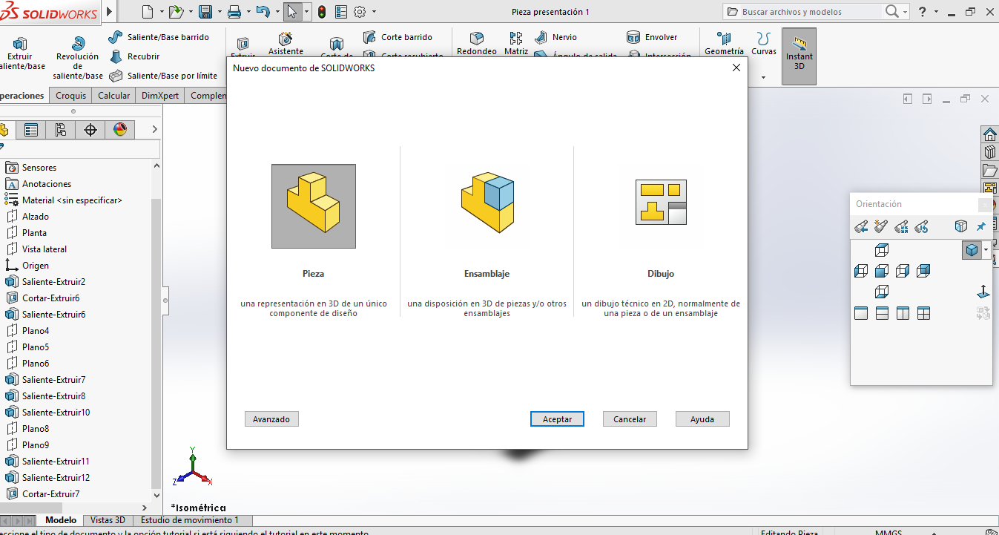 SOLIDWORKS
Pieza presentación 1
Buscar archivos y modelos
?
Extruir
saliente/base
Revolución
de
saliente/base
Saliente/Base barrido
Recubrir
Saliente/Base por límite
Extruir
Asistente
Corte de
Corte barrido
Corte recubierto
Redondeo
Matriz
Nervio
Ángulo de salida
Envolver
Intersección
Geometría
Curvas
Instant
3D
Operaciones
Croquis
Calcular
DimXpert
Complem
Nuevo documento de SOLIDWORKS
Pieza
una representación en 3D de un único
componente de diseño
Ensamblaje
una disposición en 3D de piezas y/o otros
ensamblajes
Dibujo
un dibujo técnico en 2D, normalmente de
una pieza o de un ensamblaje
Avanzado
Aceptar
Cancelar
Ayuda
Sensores
Anotaciones
Material <sin especificar>
Alzado
Planta
Vista lateral
Origen
Saliente-Extruir2
Cortar-Extruir6
Saliente-Extruir6
Plano4
Plano5
Plano6
Saliente-Extruir7
Saliente-Extruir8
Saliente-Extruir10
Plano8
Plano9
Saliente-Extruir11
Saliente-Extruir12
Cortar-Extruir7
Orientación
Y
Z
X
*Isométrica
Modelo
Vistas 3D
Estudio de movimiento 1
eccione el tipo de documento y la opción tutorial si está siguiendo el tutorial en este momento.
Editando Pieza
MMGS